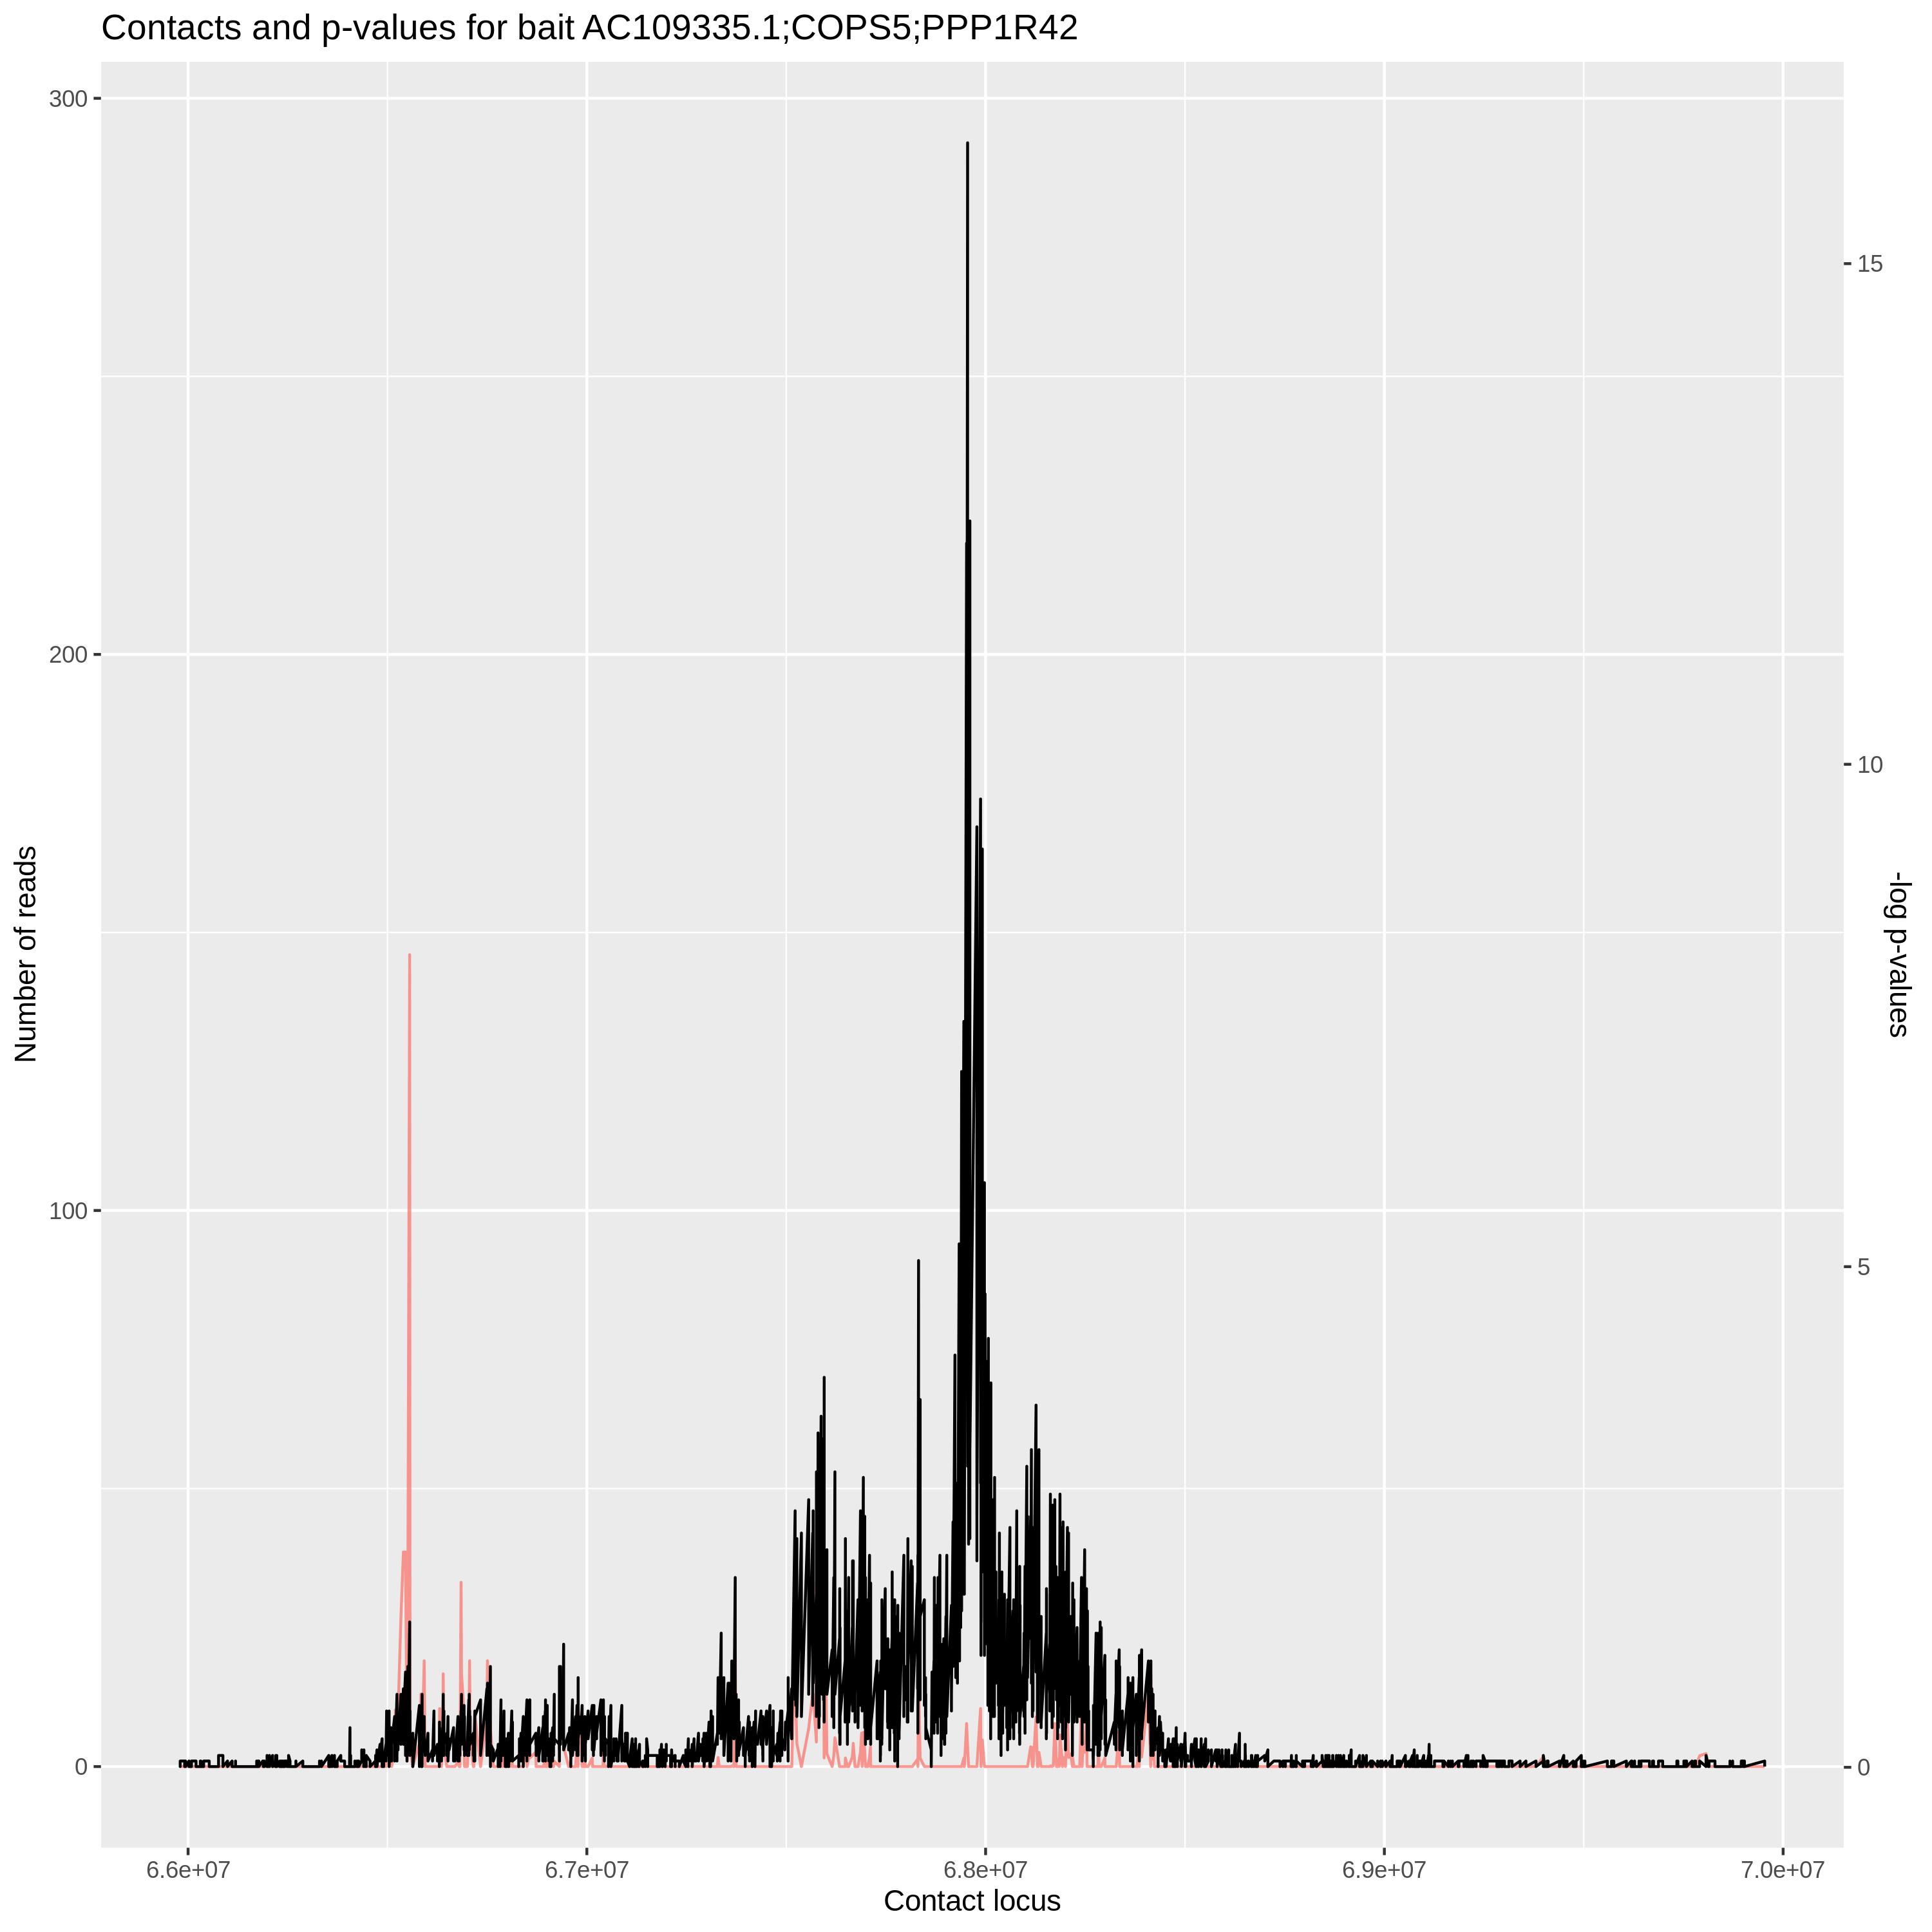 Contacts and p-values for bait AC109335.1;COPS5;PPP1R42
300
200
100
0
Number of reads
15
10
5
0
-log p-values
6.6e+07
6.7e+07
6.8e+07
6.9e+07
7.0e+07
Contact locus